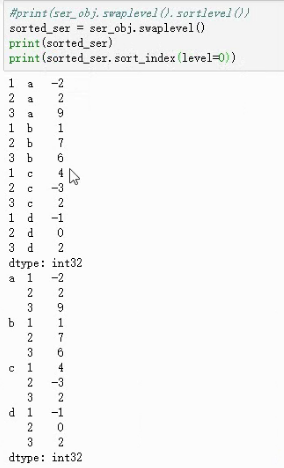 #print(ser_obj.swaplevel().sortlevel())
sorted_ser = ser_obj.swaplevel()
print(sorted_ser)
print(sorted_ser.sort_index(level=0))
1 a -2
2 a 2
3 a 9
1 b 1
2 b 7
3 b 6
1 c 4
2 c -3
3 c 2
1 d -1
2 d 0
3 d 2
dtype: int32
a 1 -2
2 2
3 9
b 1 1
2 7
3 6
c 1 4
2 -3
3 2
d 1 -1
2 0
3 2
dtype: int32